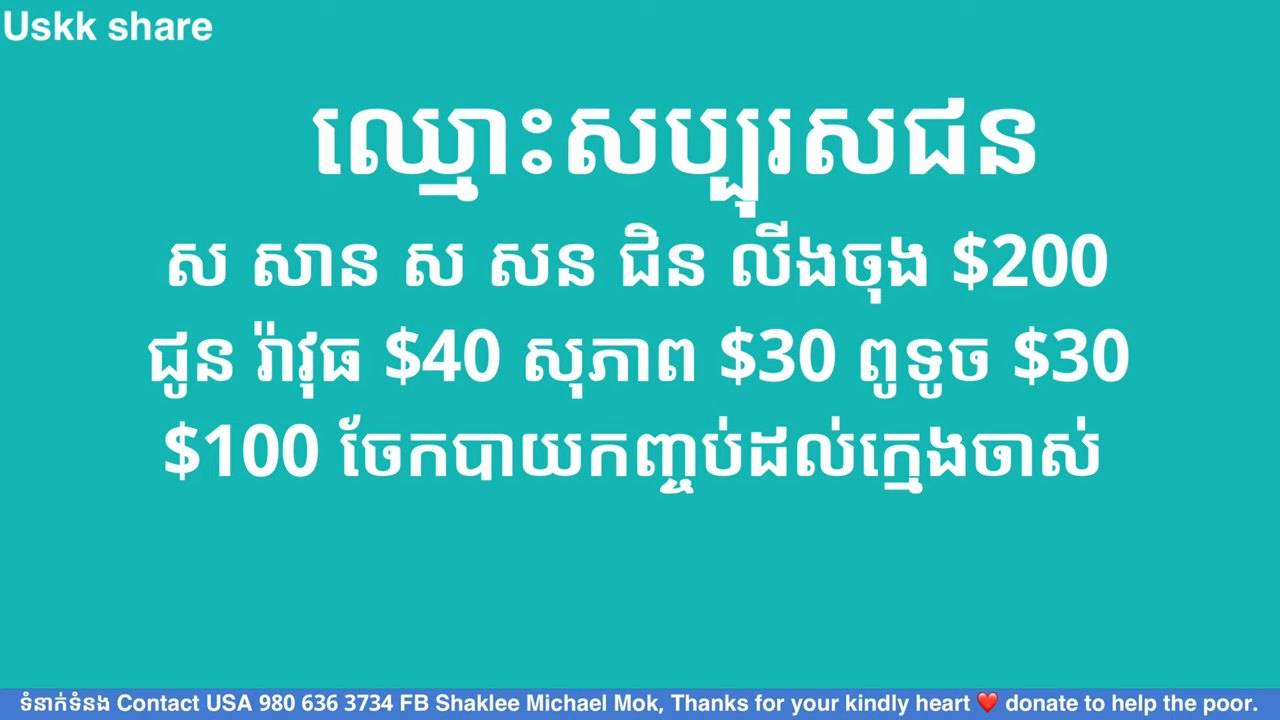 Uskk share
ឈ្មោះសប្បុរសជន
ស សាន ស សន ជិន លីងចុង $200
ជូន រ៉ាវុធ $40 សុភាព $30 ពូទូច $30
$100 ចែកបាយកញ្ចប់ដល់ក្មេងចាស់
ទំនាក់ទំនង Contact USA 980 636 3734 FB Shaklee Michael Mok, Thanks for your kindly heart ❤️ donate to help the poor.